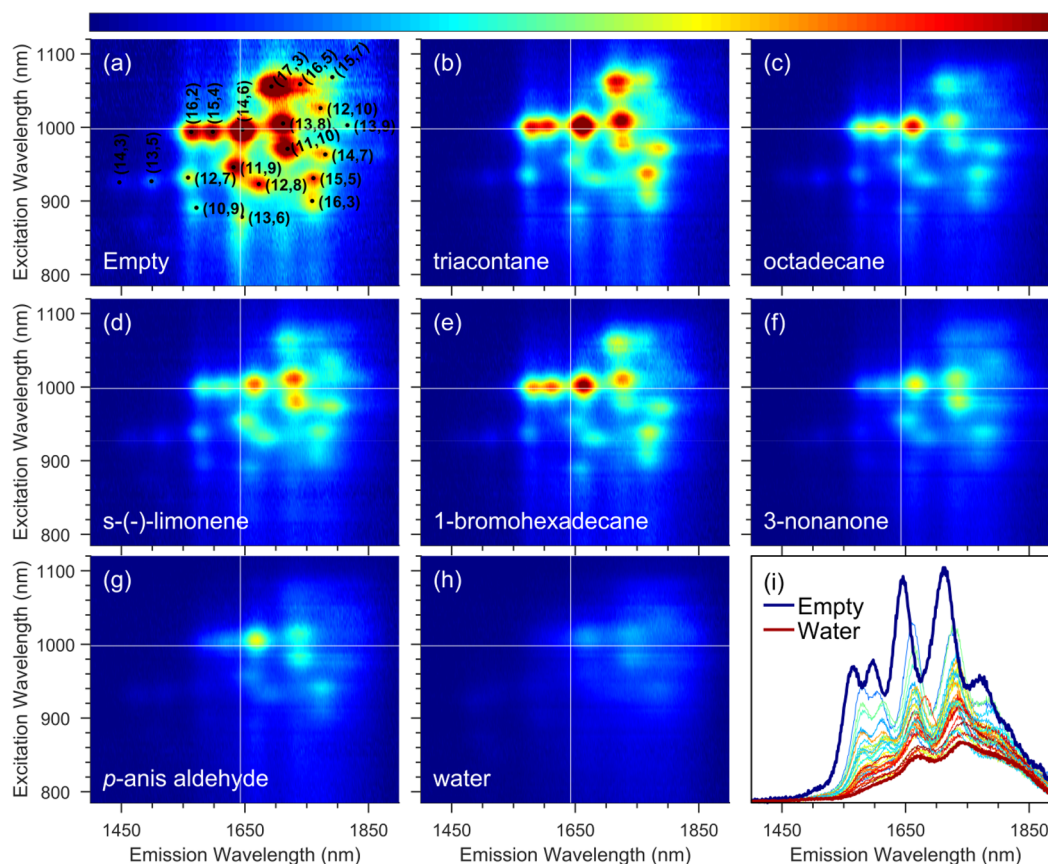 1100
1000
900
800
Excitation Wavelength (nm)
(a)
(17,3)
(16,5)
(15,7)
(16,2)
(15,4)
(14,6)
(12,10)
(13,8)
(13,9)
(11,10)
(14,3)
(13,5)
(11,9)
(14,7)
(12,7)
(12,8)
(15,5)
(10,9)
(13,6)
(16,3)
Empty
(b)
triacontane
(c)
octadecane
1100
1000
900
800
Excitation Wavelength (nm)
(d)
s-(-)-limonene
(e)
1-bromohexadecane
(f)
3-nonanone
1100
1000
900
800
Excitation Wavelength (nm)
(g)
p-anis aldehyde
(h)
water
(i)
Empty
Water
1450 1650 1850
1450 1650 1850
1450 1650 1850
Emission Wavelength (nm)
Emission Wavelength (nm)
Emission Wavelength (nm)